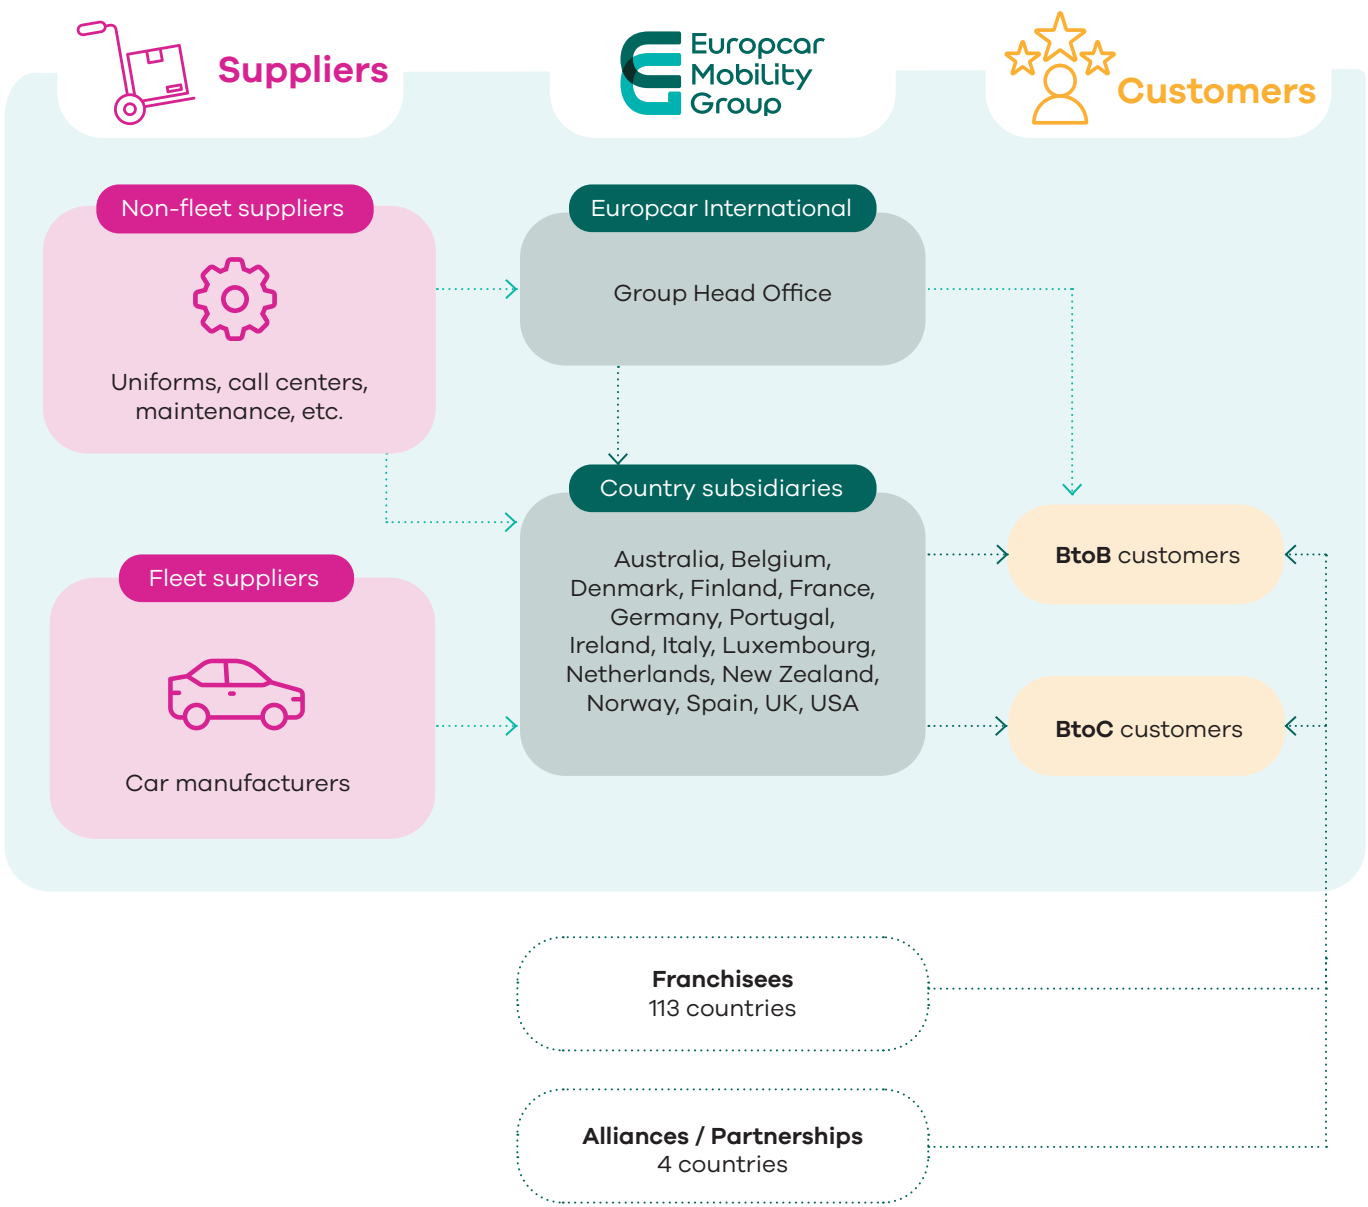 Suppliers
Europcar
Mobility
Group
Customers
Non-fleet suppliers
Uniforms, call centers,
maintenance, etc.
Europcar International
Group Head Office
Country subsidiaries
Australia, Belgium,
Denmark, Finland, France,
Germany, Portugal,
Ireland, Italy, Luxembourg,
Netherlands, New Zealand,
Norway, Spain, UK, USA
Fleet suppliers
Car manufacturers
BtoB customers
BtoC customers
Franchisees
113 countries
Alliances / Partnerships
4 countries